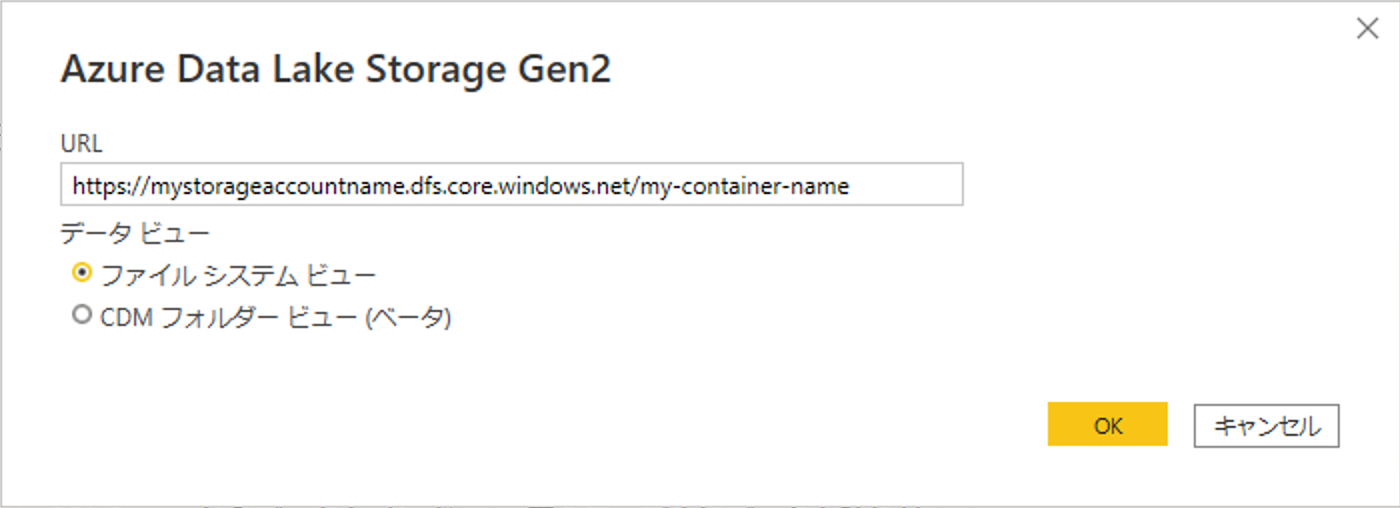 Azure Data Lake Storage Gen2
URL
https://mystorageaccountname.dfs.core.windows.net/my-container-name
データ ビュー
ファイル システム ビュー
CDM フォルダー ビュー (ベータ)
OK
キャンセル